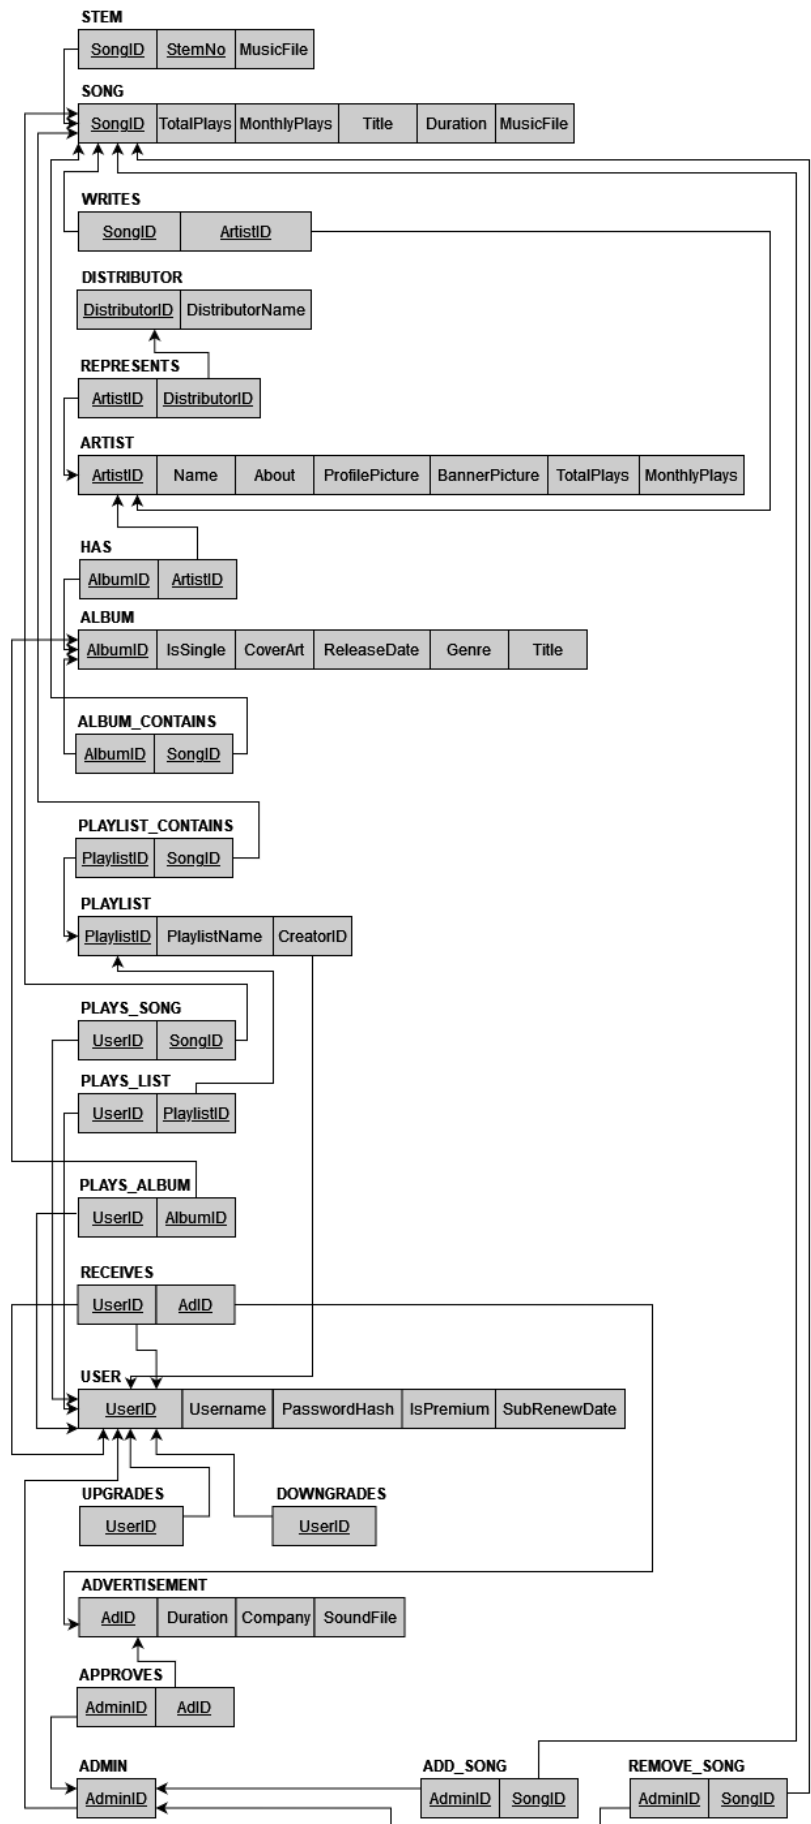 STEM
SongID StemNo MusicFile
SONG
SongID TotalPlays MonthlyPlays Title Duration MusicFile
WRITES
SongID ArtistID
DISTRIBUTOR
DistributorID DistributorName
REPRESENTS
ArtistID DistributorID
ARTIST
ArtistID Name About ProfilePicture BannerPicture TotalPlays MonthlyPlays
HAS
AlbumID ArtistID
ALBUM
AlbumID IsSingle CoverArt ReleaseDate Genre Title
ALBUM_CONTAINS
AlbumID SongID
PLAYLIST_CONTAINS
PlaylistID SongID
PLAYLIST
PlaylistID PlaylistName CreatorID
PLAYS_SONG
UserID SongID
PLAYS_LIST
UserID PlaylistID
PLAYS_ALBUM
UserID AlbumID
RECEIVES
UserID AdID
USER
UserID Username PasswordHash IsPremium SubRenewDate
UPGRADES DOWNGRADES
UserID UserID
ADVERTISEMENT
AdID Duration Company SoundFile
APPROVES
AdminID AdID
ADMIN ADD_SONG REMOVE_SONG
AdminID AdminID SongID AdminID SongID